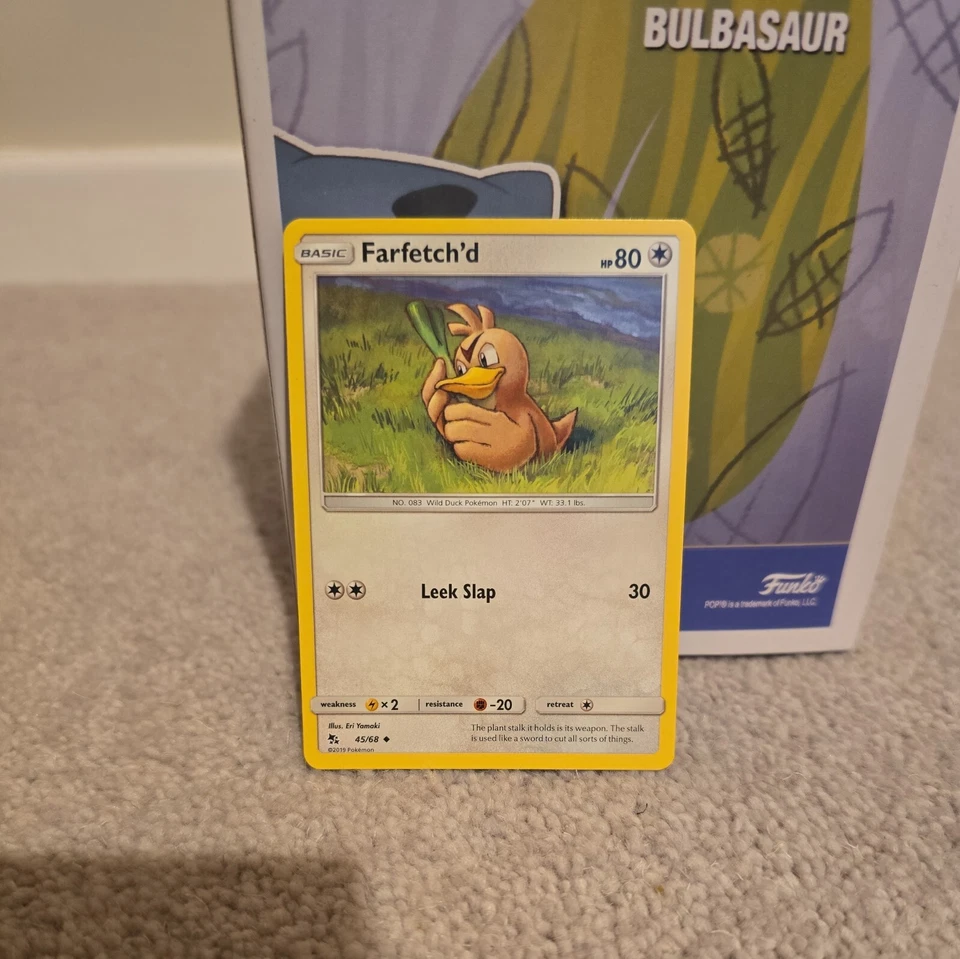 BULBASAUR
BASIC Farfetch'd HP 80
NO. 083 Wild Duck Pokémon HT: 2'07" WT: 33.1 lbs.
Leek Slap 30
weakness ×2 resistance -20 retreat
Illus. Eri Yamaki
45/68
©2019 Pokémon
The plant stalk it holds is its weapon. The stalk
is used like a sword to cut all sorts of things.
Funko
POP!® is a trademark of Funko, LLC.